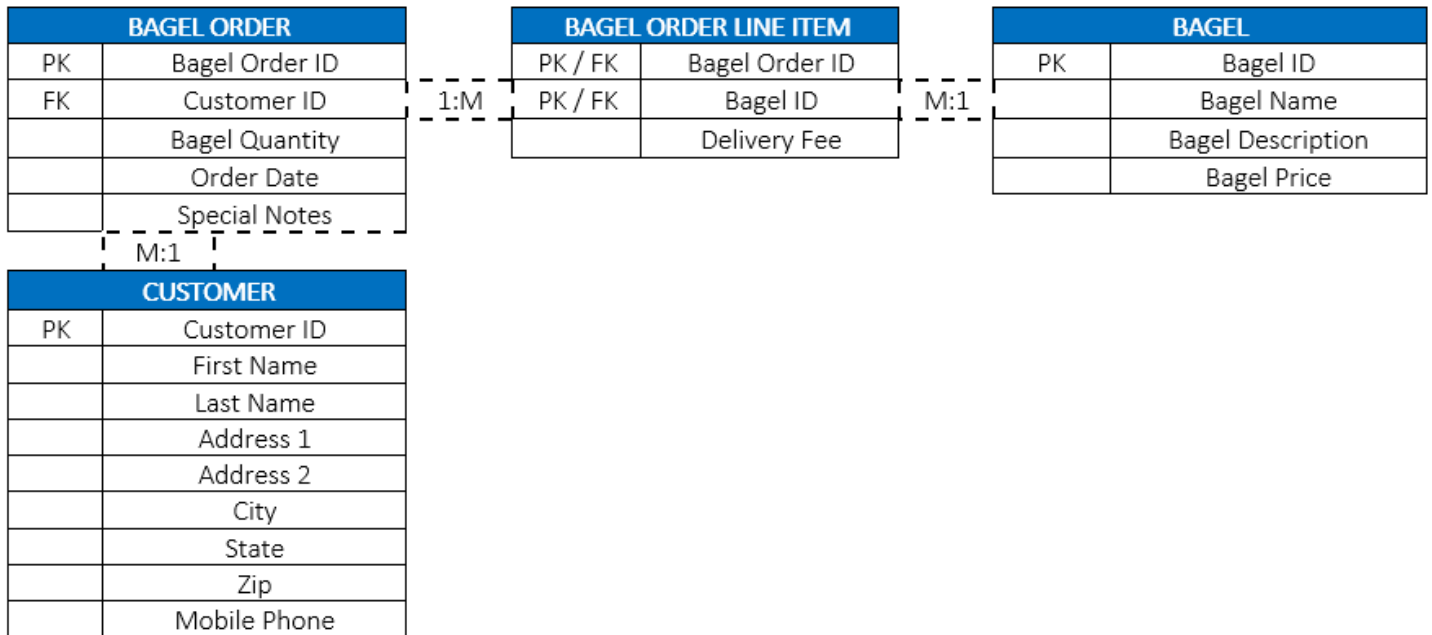 BAGEL ORDER
PK Bagel Order ID
FK Customer ID
Bagel Quantity
Order Date
Special Notes
1:M
BAGEL ORDER LINE ITEM
PK / FK Bagel Order ID
PK / FK Bagel ID
Delivery Fee
M:1
BAGEL
PK Bagel ID
Bagel Name
Bagel Description
Bagel Price
M:1
CUSTOMER
PK Customer ID
First Name
Last Name
Address 1
Address 2
City
State
Zip
Mobile Phone